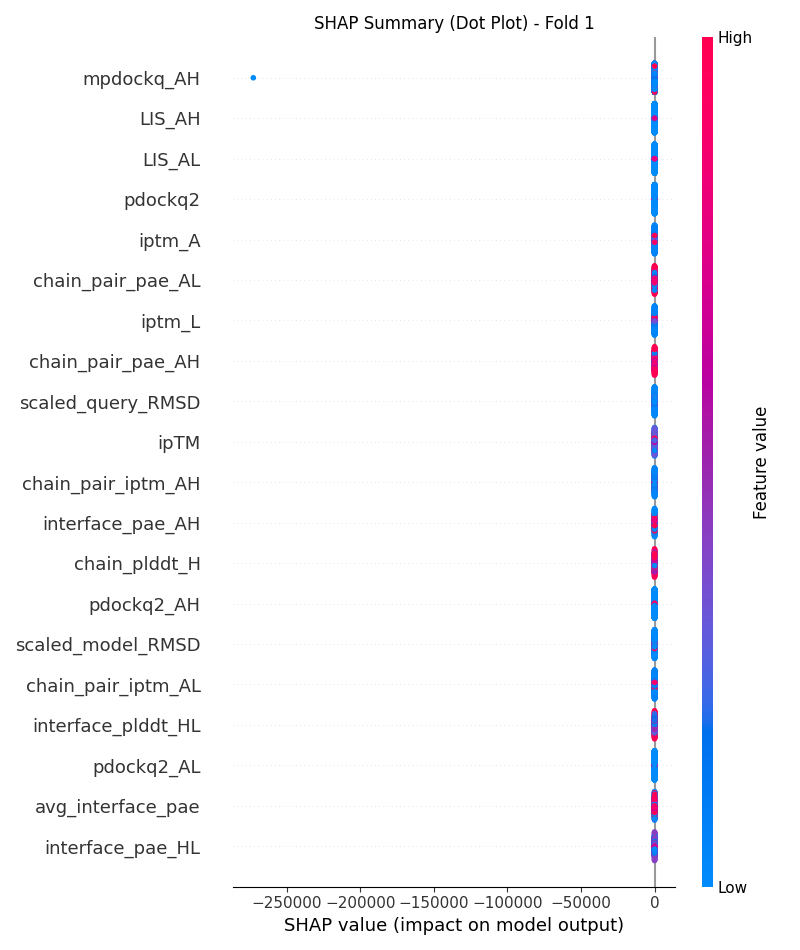 SHAP Summary (Dot Plot) - Fold 1
High
mpdockq_AH
LIS_AH
LIS_AL
pdockq2
iptm_A
chain_pair_pae_AL
iptm_L
chain_pair_pae_AH
scaled_query_RMSD
ipTM
chain_pair_iptm_AH
interface_pae_AH
chain_plddt_H
pdockq2_AH
scaled_model_RMSD
chain_pair_iptm_AL
interface_plddt_HL
pdockq2_AL
avg_interface_pae
interface_pae_HL
Feature value
Low
−250000 −200000 −150000 −100000 −50000 0
SHAP value (impact on model output)